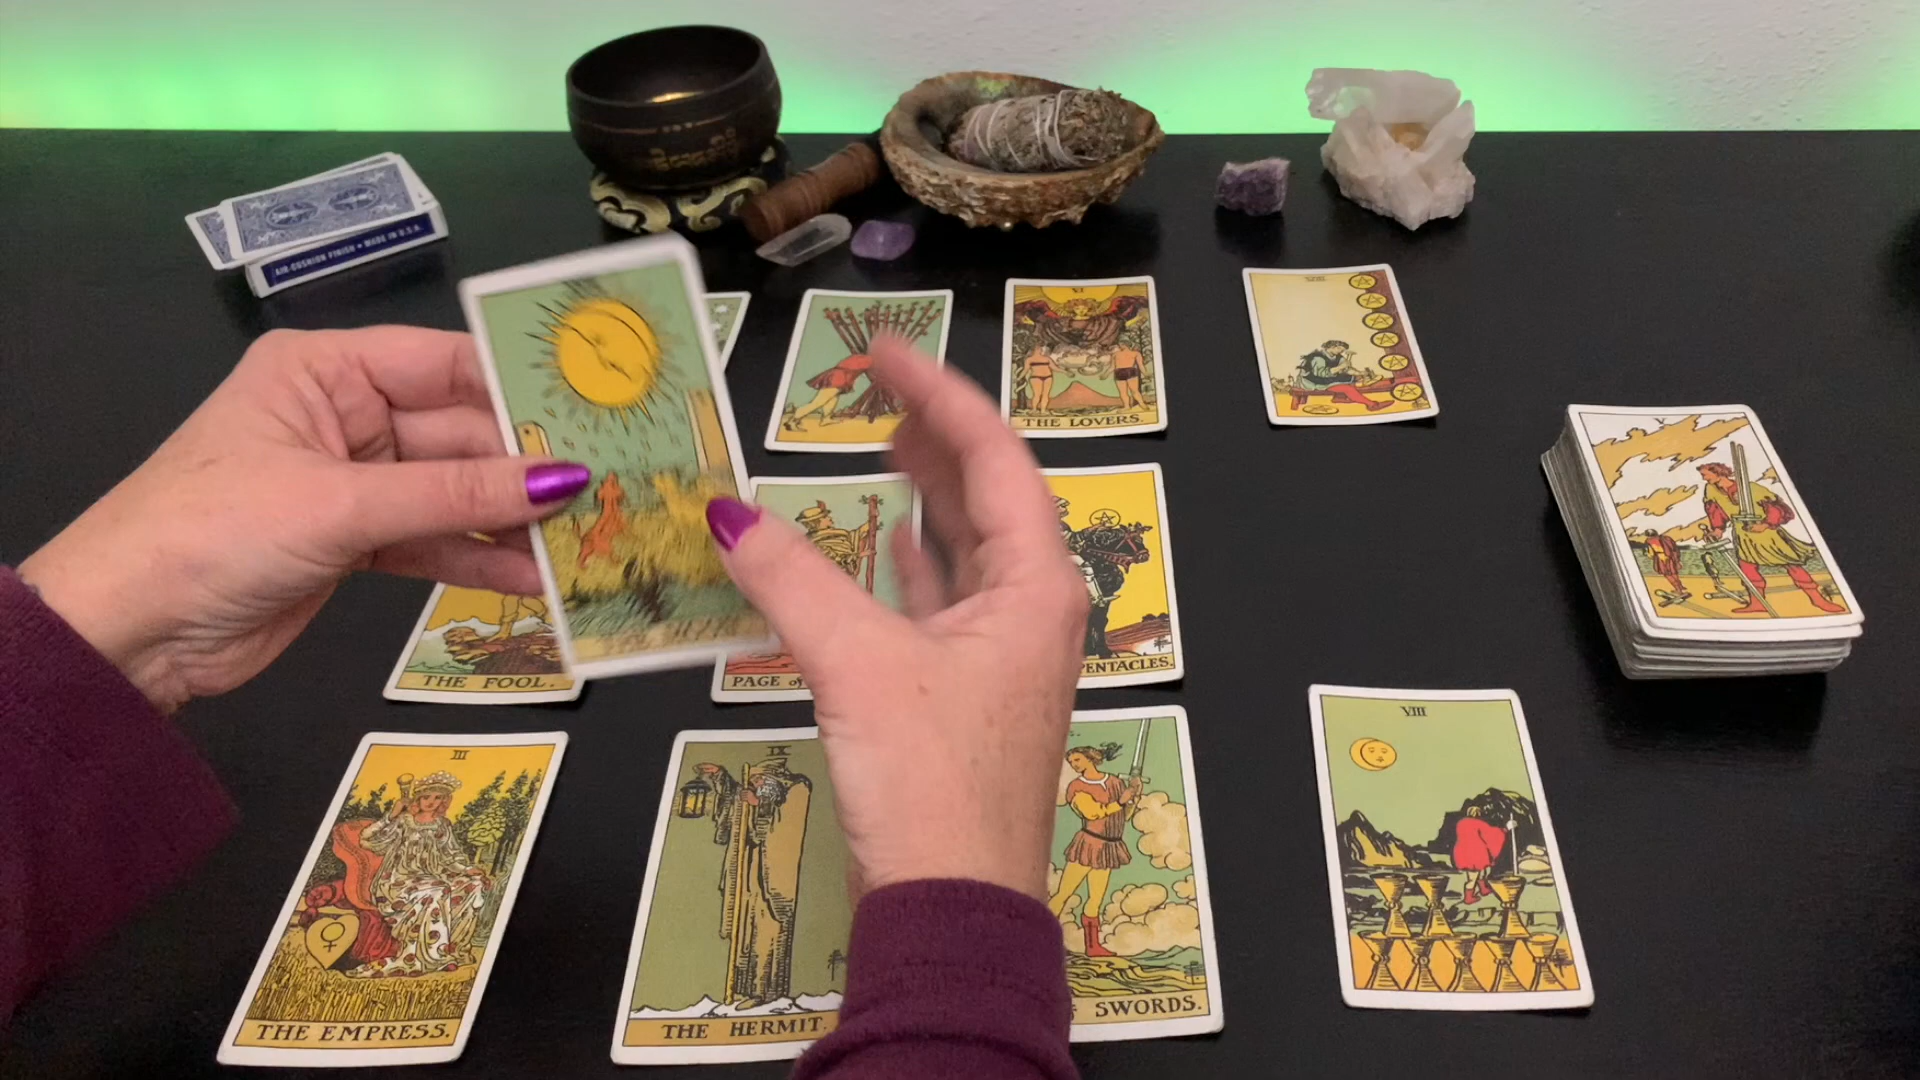 AIR-CUSHION FINISH • MADE IN U.S.A.
VI
THE LOVERS.
V
THE FOOL.
PAGE of
PENTACLES.
VIII
III
IX
THE EMPRESS.
THE HERMIT.
SWORDS.